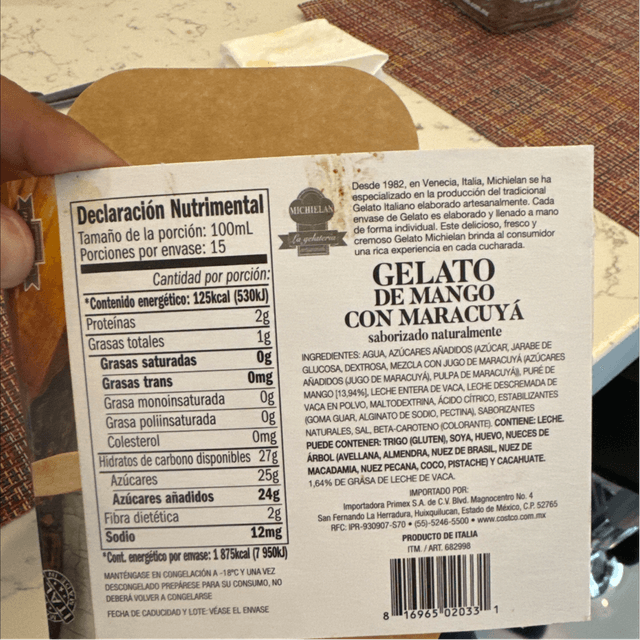 Declaración Nutrimental
Tamaño de la porción: 100mL
Porciones por envase: 15
Cantidad por porción:
*Contenido energético: 125kcal (530kJ)
Proteínas 2g
Grasas totales 1g
Grasas saturadas 0g
Grasas trans 0mg
Grasa monoinsaturada 0g
Grasa poliinsaturada 0g
Colesterol 0mg
Hidratos de carbono disponibles 27g
Azúcares 25g
Azúcares añadidos 24g
Fibra dietética 2g
Sodio 12mg
*Cont. energético por envase: 1 875kcal (7 950kJ)
MANTÉNGASE EN CONGELACIÓN A -18°C Y UNA VEZ
DESCONGELADO PREPÁRESE PARA SU CONSUMO, NO
DEBERÁ VOLVER A CONGELARSE
FECHA DE CADUCIDAD Y LOTE: VÉASE EL ENVASE
MICHIELAN
La gelateria
Desde 1982, en Venecia, Italia, Michielan se ha
especializado en la producción del tradicional
Gelato Italiano elaborado artesanalmente. Cada
envase de Gelato es elaborado y llenado a mano
de forma individual. Este delicioso, fresco y
cremoso Gelato Michielan brinda al consumidor
una rica experiencia en cada cucharada.
GELATO
DE MANGO
CON MARACUYÁ
saborizado naturalmente
INGREDIENTES: AGUA, AZÚCARES AÑADIDOS (AZÚCAR, JARABE DE
GLUCOSA, DEXTROSA, MEZCLA CON JUGO DE MARACUYÁ (AZÚCARES
AÑADIDOS (JUGO DE MARACUYÁ, PULPA DE MARACUYÁ)), PURÉ DE
MANGO [13,94%], LECHE ENTERA DE VACA, LECHE DESCREMADA DE
VACA EN POLVO, MALTODEXTRINA, ÁCIDO CÍTRICO, ESTABILIZANTES
(GOMA GUAR, ALGINATO DE SODIO, PECTINA), SABORIZANTES
NATURALES, SAL, BETA-CAROTENO (COLORANTE). CONTIENE: LECHE.
PUEDE CONTENER: TRIGO (GLUTEN), SOYA, HUEVO, NUECES DE
ÁRBOL (AVELLANA, ALMENDRA, NUEZ DE BRASIL, NUEZ DE
MACADAMIA, NUEZ PECANA, COCO, PISTACHE) Y CACAHUATE.
1,64% DE GRASA DE LECHE DE VACA.
IMPORTADO POR:
Importadora Primex S.A. de C.V. Blvd. Magnocentro No. 4
San Fernando La Herradura, Huixquilucan, Estado de México, C.P. 52765
RFC: IPR-930907-S70 • (55)-5246-5500 • www.costco.com.mx
PRODUCTO DE ITALIA
ITM. / ART. 682998
8 16965 02033 1